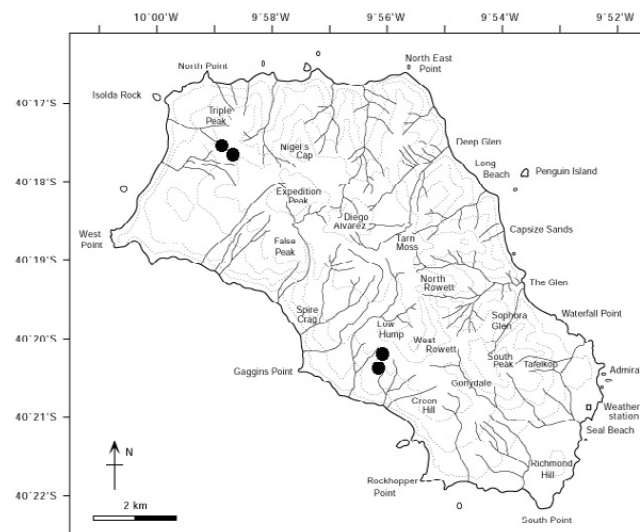 10°00'W 9°58'W 9°56'W 9°54'W 9°52'W
North Point
North East
Point
Isolda Rock
40°17'S
Triple
Peak
Nigel's
Cap
Deep Glen
Long
Beach
Penguin Island
40°18'S
Expedition
Peak
Diego
Alvarez
Capsize Sands
West
Point
False
Peak
Tarn
Moss
40°19'S
North
Rowett
The Glen
Spire
Crag
Sophora
Glen
Waterfall Point
Low
Hump
40°20'S
West
Rowett
South
Peak
Tafelkop
Gaggins Point
Admiral
Gonydale
Green
Hill
Weather
station
40°21'S
Seal Beach
N
Richmond
Hill
Rockhopper
Point
40°22'S
2 km
South Point